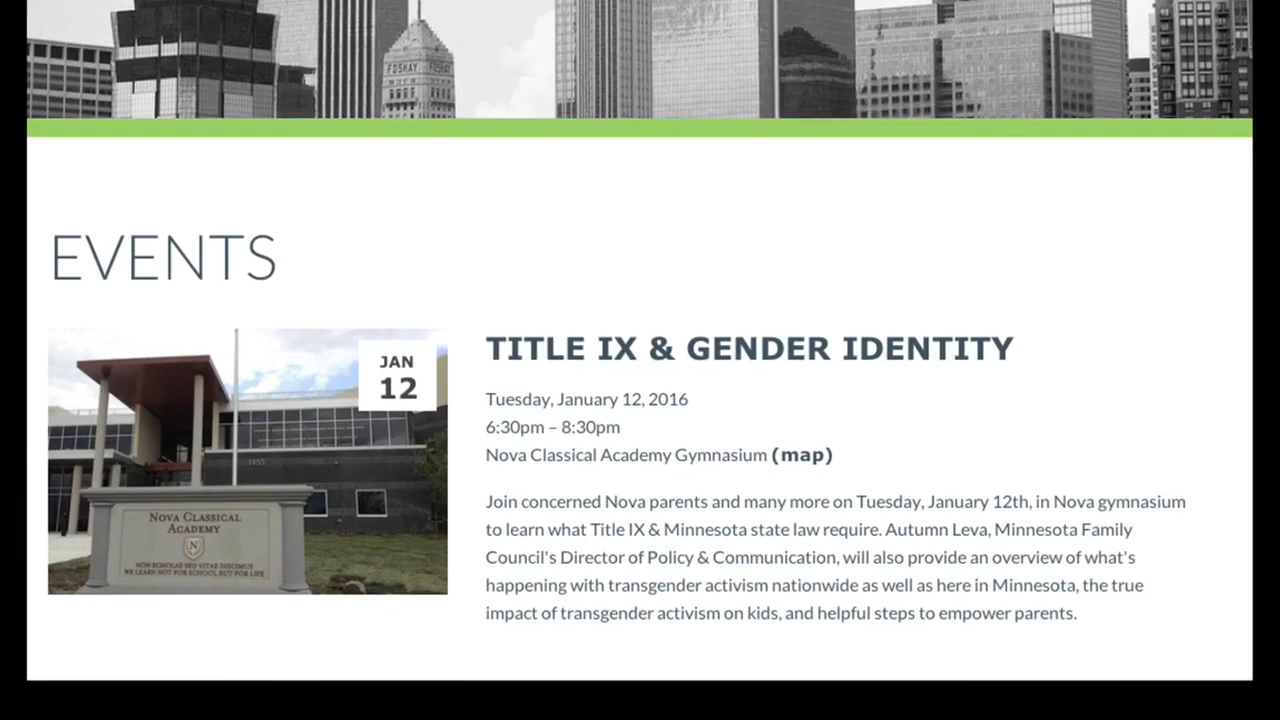 FOSHAY FOSHAY
EVENTS
JAN
12
1455
NOVA CLASSICAL
ACADEMY
N
NON SCHOLAE SED VITAE DISCIMUS
WE LEARN NOT FOR SCHOOL, BUT FOR LIFE
TITLE IX & GENDER IDENTITY
Tuesday, January 12, 2016
6:30pm – 8:30pm
Nova Classical Academy Gymnasium (map)
Join concerned Nova parents and many more on Tuesday, January 12th, in Nova gymnasium
to learn what Title IX & Minnesota state law require. Autumn Leva, Minnesota Family
Council's Director of Policy & Communication, will also provide an overview of what's
happening with transgender activism nationwide as well as here in Minnesota, the true
impact of transgender activism on kids, and helpful steps to empower parents.